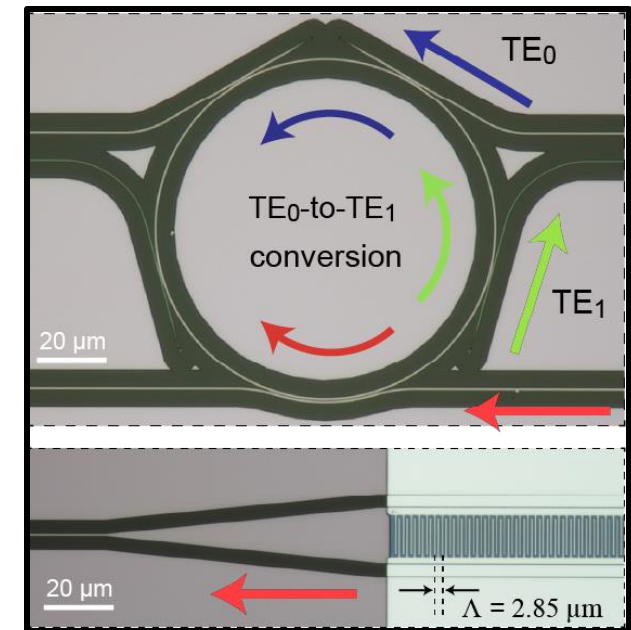 TE₀
TE₀-to-TE₁
conversion
TE₁
20 µm
20 µm
Λ = 2.85 µm